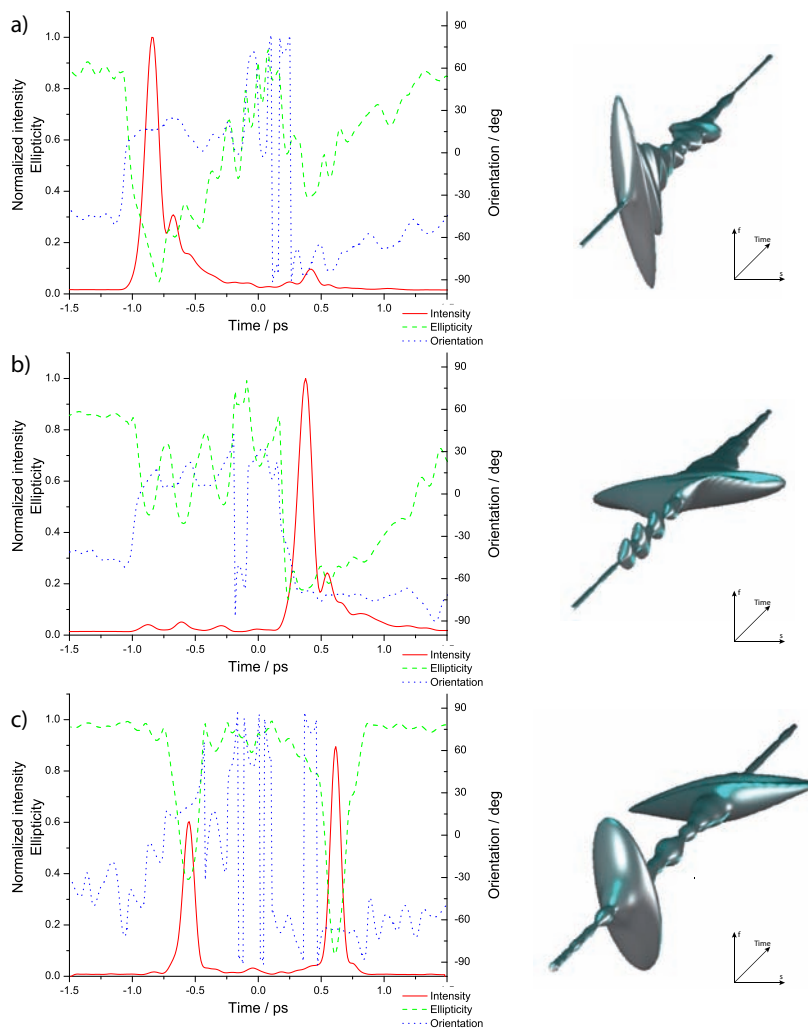 a)
Normalized intensity
Ellipticity
1.0
0.8
0.6
0.4
0.2
0.0
90
60
30
0
-30
-60
-90
Orientation / deg
-1.5 -1.0 -0.5 0.0 0.5 1.0
Time / ps
Intensity
Ellipticity
Orientation
f
Time
s
b)
Normalized intensity
Ellipticity
1.0
0.8
0.6
0.4
0.2
0.0
90
60
30
0
-30
-60
-90
Orientation / deg
-1.5 -1.0 -0.5 0.0 0.5 1.0
Time / ps
Intensity
Ellipticity
Orientation
f
Time
s
c)
Normalized intensity
Ellipticity
1.0
0.8
0.6
0.4
0.2
0.0
90
60
30
0
-30
-60
-90
Orientation / deg
-1.5 -1.0 -0.5 0.0 0.5 1.0
Time / ps
Intensity
Ellipticity
Orientation
f
Time
s